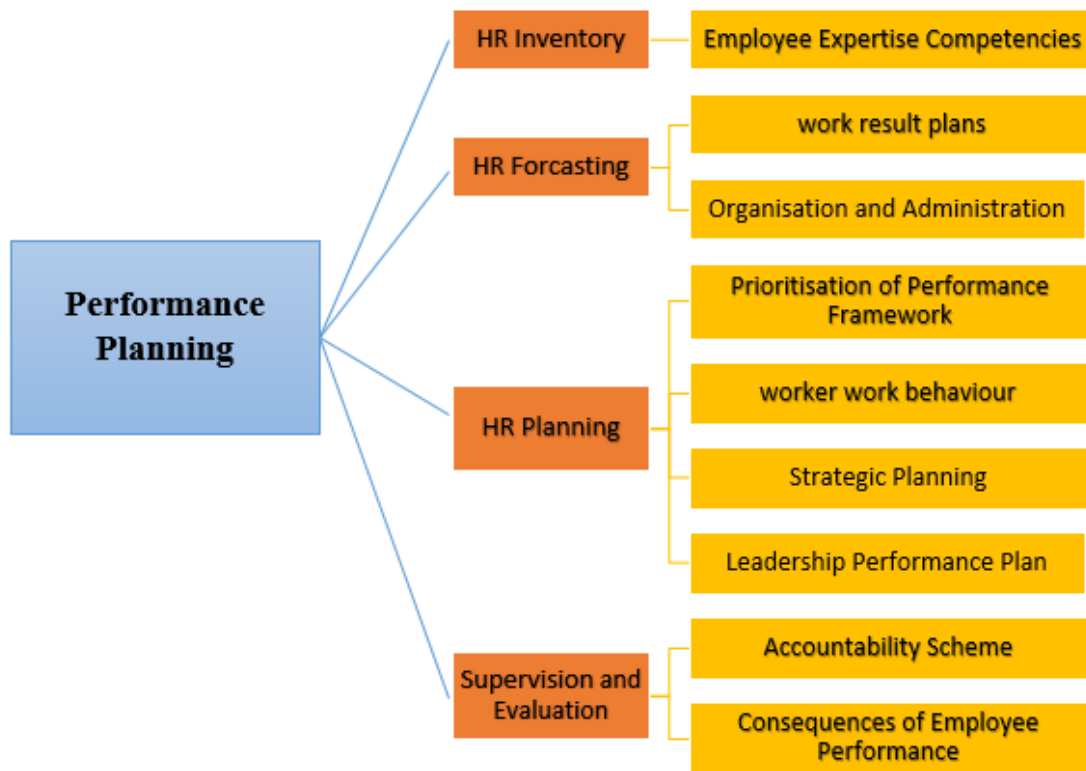 Performance
Planning
HR Inventory
Employee Expertise Competencies
HR Forcasting
work result plans
Organisation and Administration
HR Planning
Prioritisation of Performance
Framework
worker work behaviour
Strategic Planning
Leadership Performance Plan
Supervision and
Evaluation
Accountability Scheme
Consequences of Employee
Performance